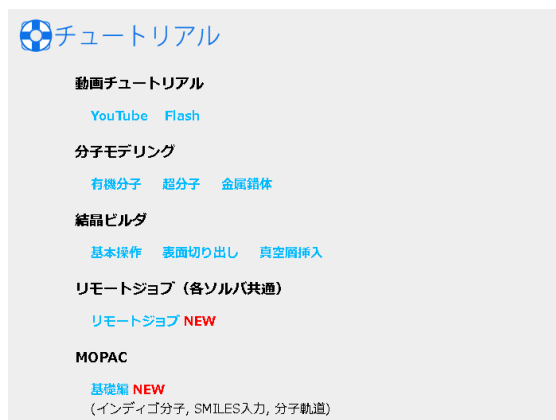 チュートリアル
動画チュートリアル
YouTube Flash
分子モデリング
有機分子 超分子 金属錯体
結晶ビルダ
基本操作 表面切り出し 真空層挿入
リモートジョブ（各ソルバ共通）
リモートジョブ NEW
MOPAC
基礎編 NEW
(インディゴ分子, SMILES入力, 分子軌道)